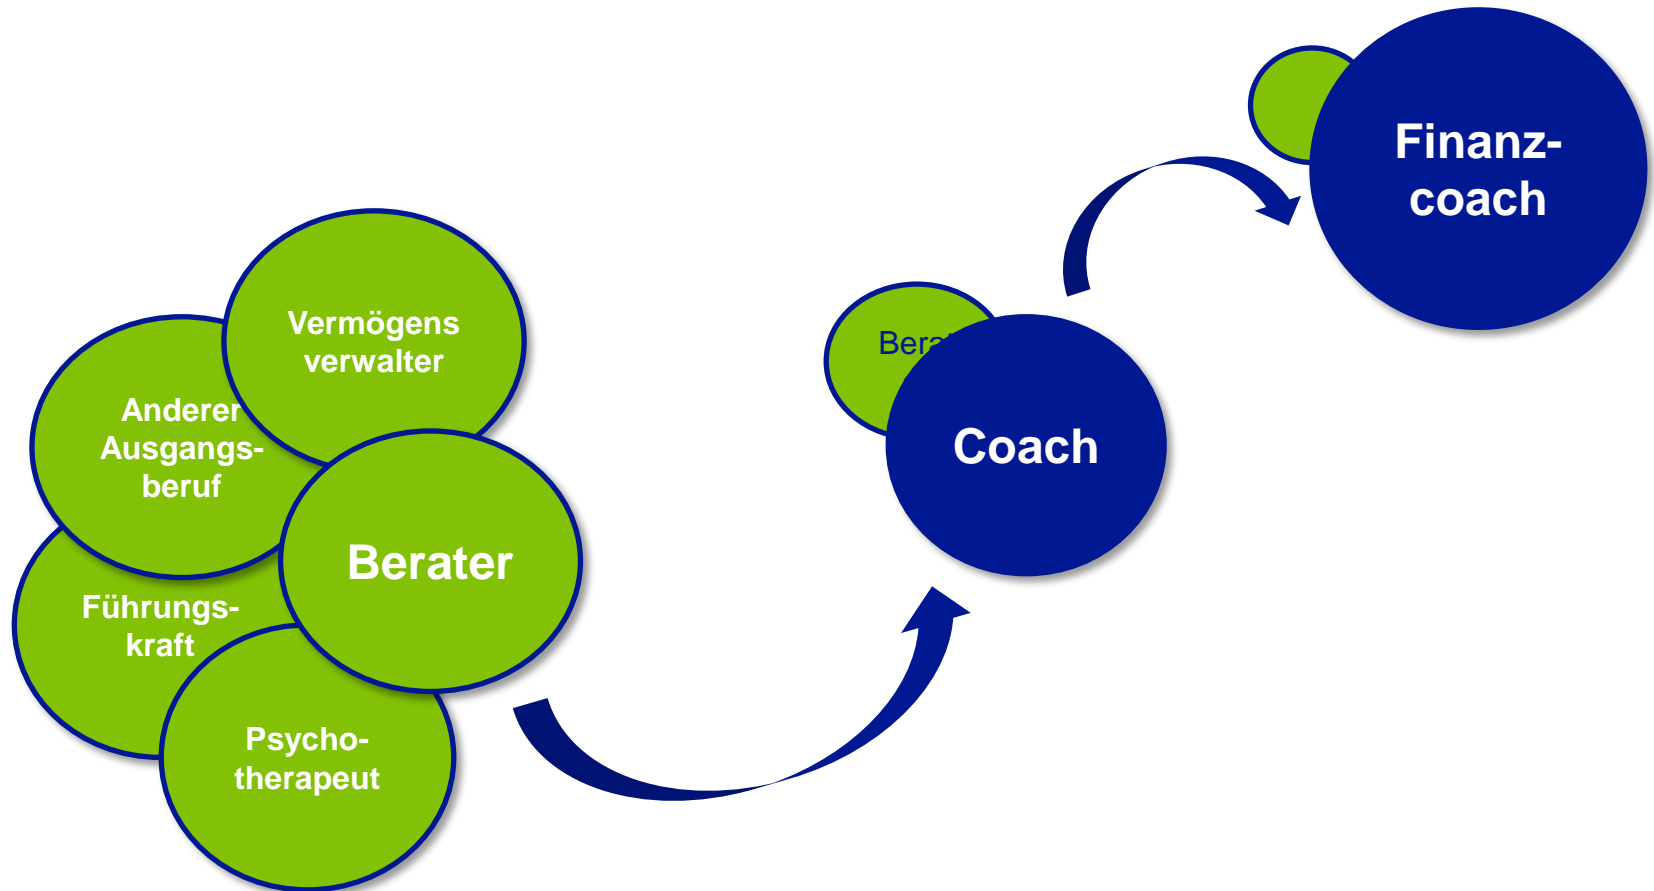 Finanz-
coach
Vermögens
verwalter
Anderer
Ausgangs-
beruf
Coach
Berater
Führungs-
kraft
Psycho-
therapeut